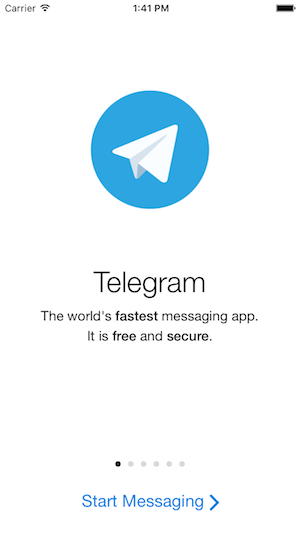 Carrier 1:41 PM
Telegram
The world's fastest messaging app.
It is free and secure.
Start Messaging